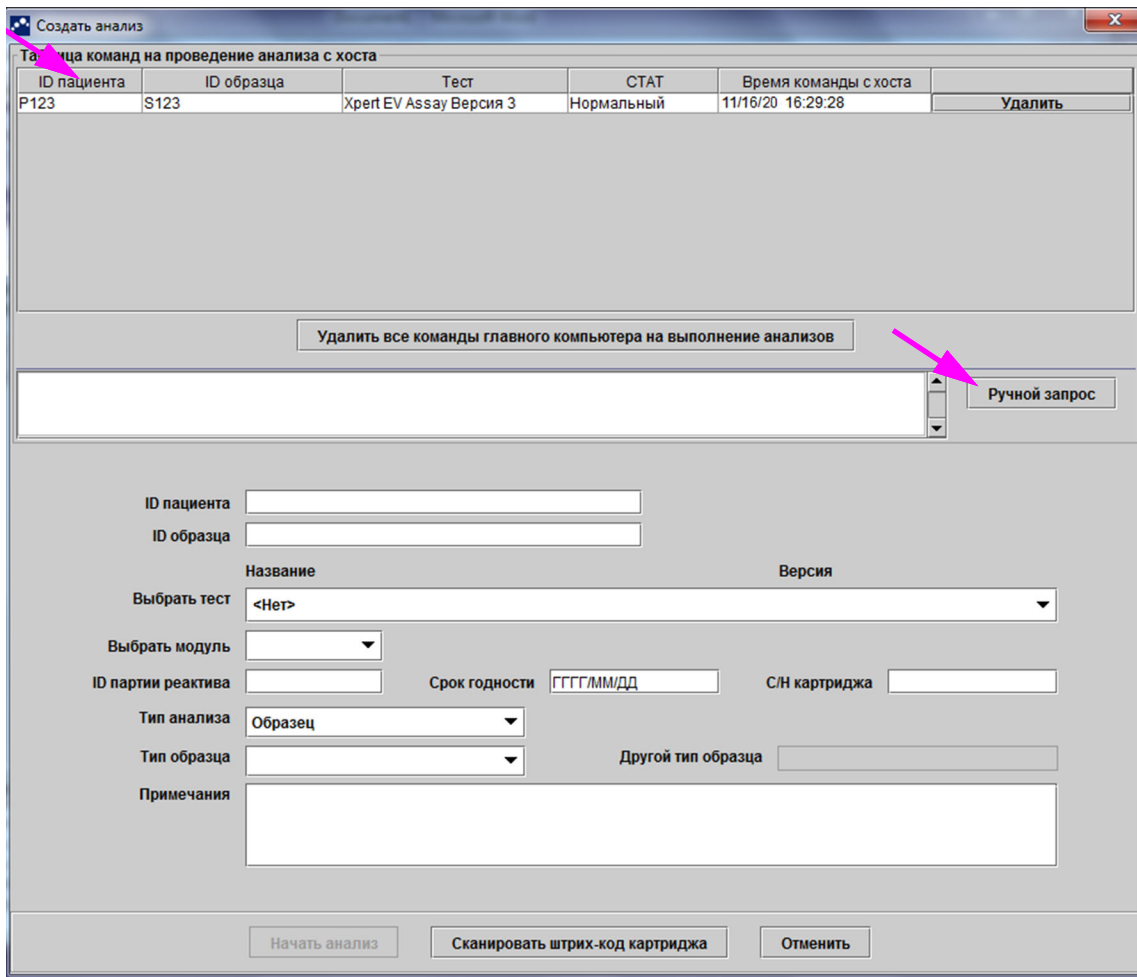 Создать анализ
Таблица команд на проведение анализа с хоста
ID пациента ID образца Тест СТАТ Время команды с хоста
P123 S123 Xpert EV Assay Версия 3 Нормальный 11/16/20 16:29:28 Удалить
Удалить все команды главного компьютера на выполнение анализов
Ручной запрос
ID пациента
ID образца
Название Версия
Выбрать тест <Нет>
Выбрать модуль
ID партии реактива Срок годности ГГГГ/ММ/ДД С/Н картриджа
Тип анализа Образец
Тип образца Другой тип образца
Примечания
Начать анализ Сканировать штрих-код картриджа Отменить